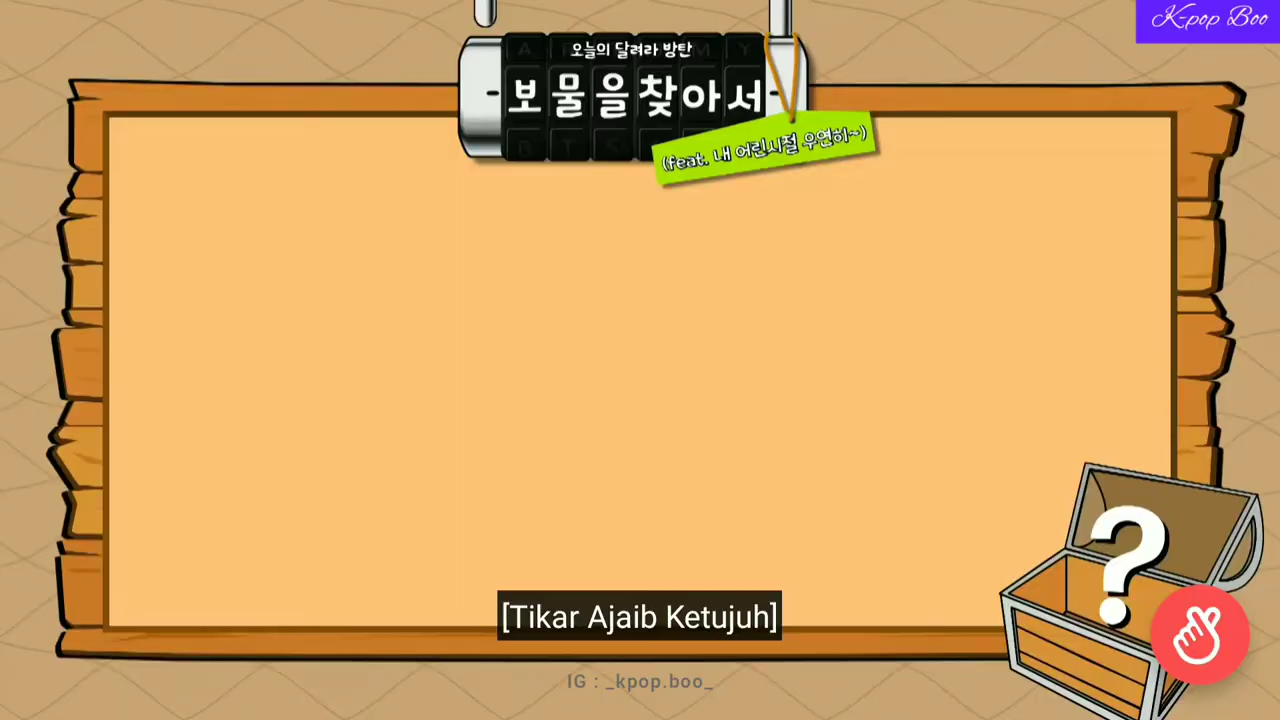 K-pop Boo
오늘의 달려라 방탄
보물을찾아서
(feat. 내 어린시절 우연히~)
?
[Tikar Ajaib Ketujuh]
IG : _kpop.boo_